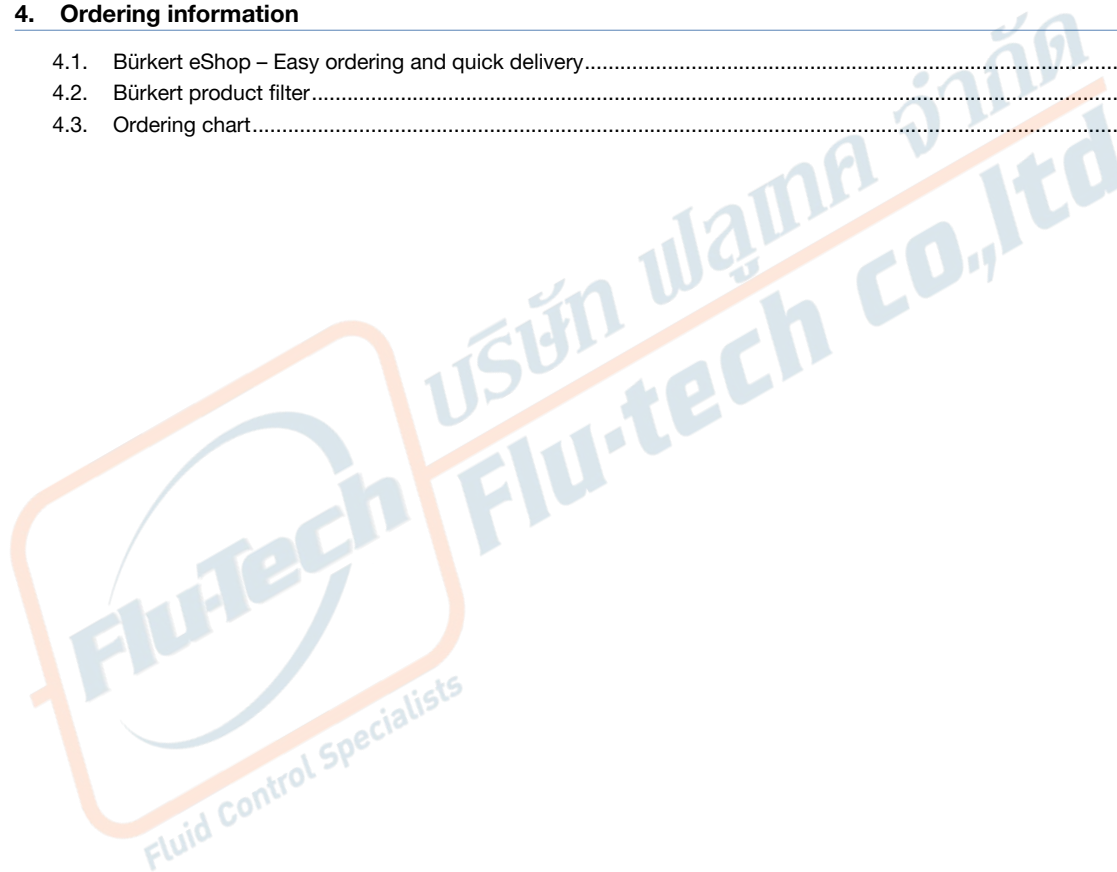 4. Ordering information
4.1. Bürkert eShop – Easy ordering and quick delivery
4.2. Bürkert product filter
4.3. Ordering chart
บริษัท ฟลูเทค จำกัด
Flu-tech co.,ltd
Flu-Tech
Fluid Control Specialists